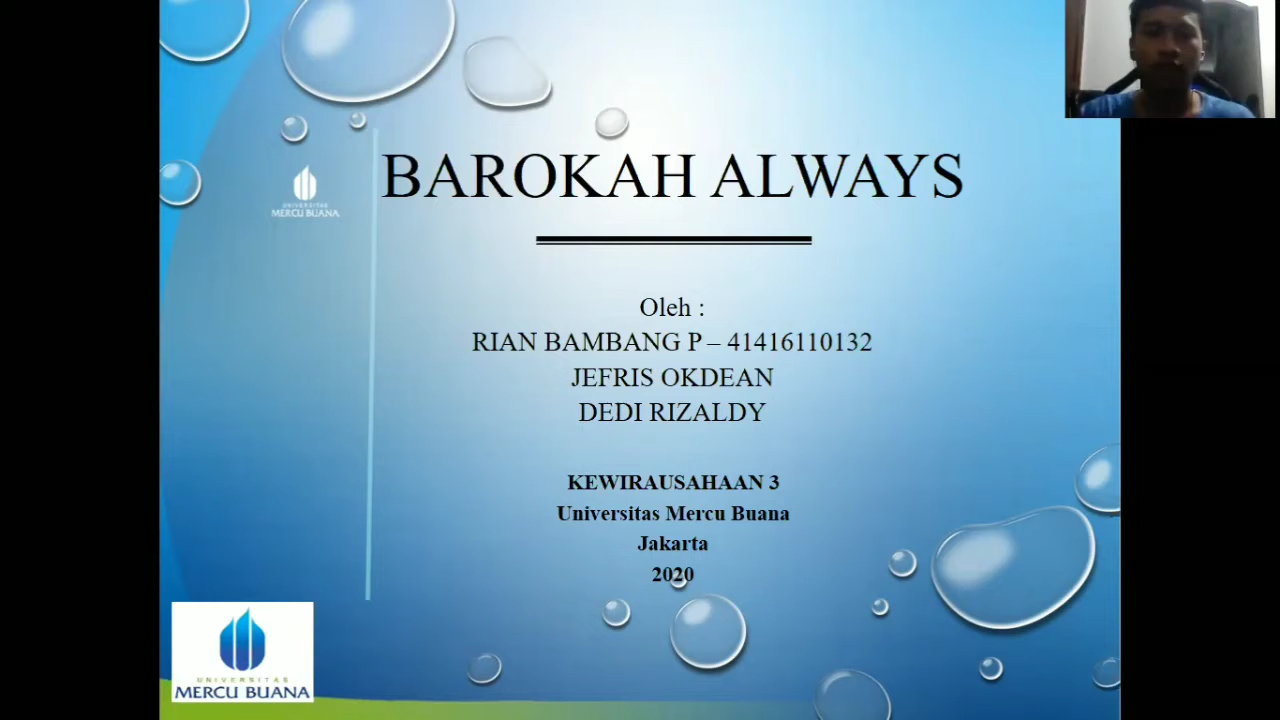 UNIVERSITAS
MERCU BUANA
BAROKAH ALWAYS
Oleh :
RIAN BAMBANG P – 41416110132
JEFRIS OKDEAN
DEDI RIZALDY
KEWIRAUSAHAAN 3
Universitas Mercu Buana
Jakarta
2020
UNIVERSITAS
MERCU BUANA